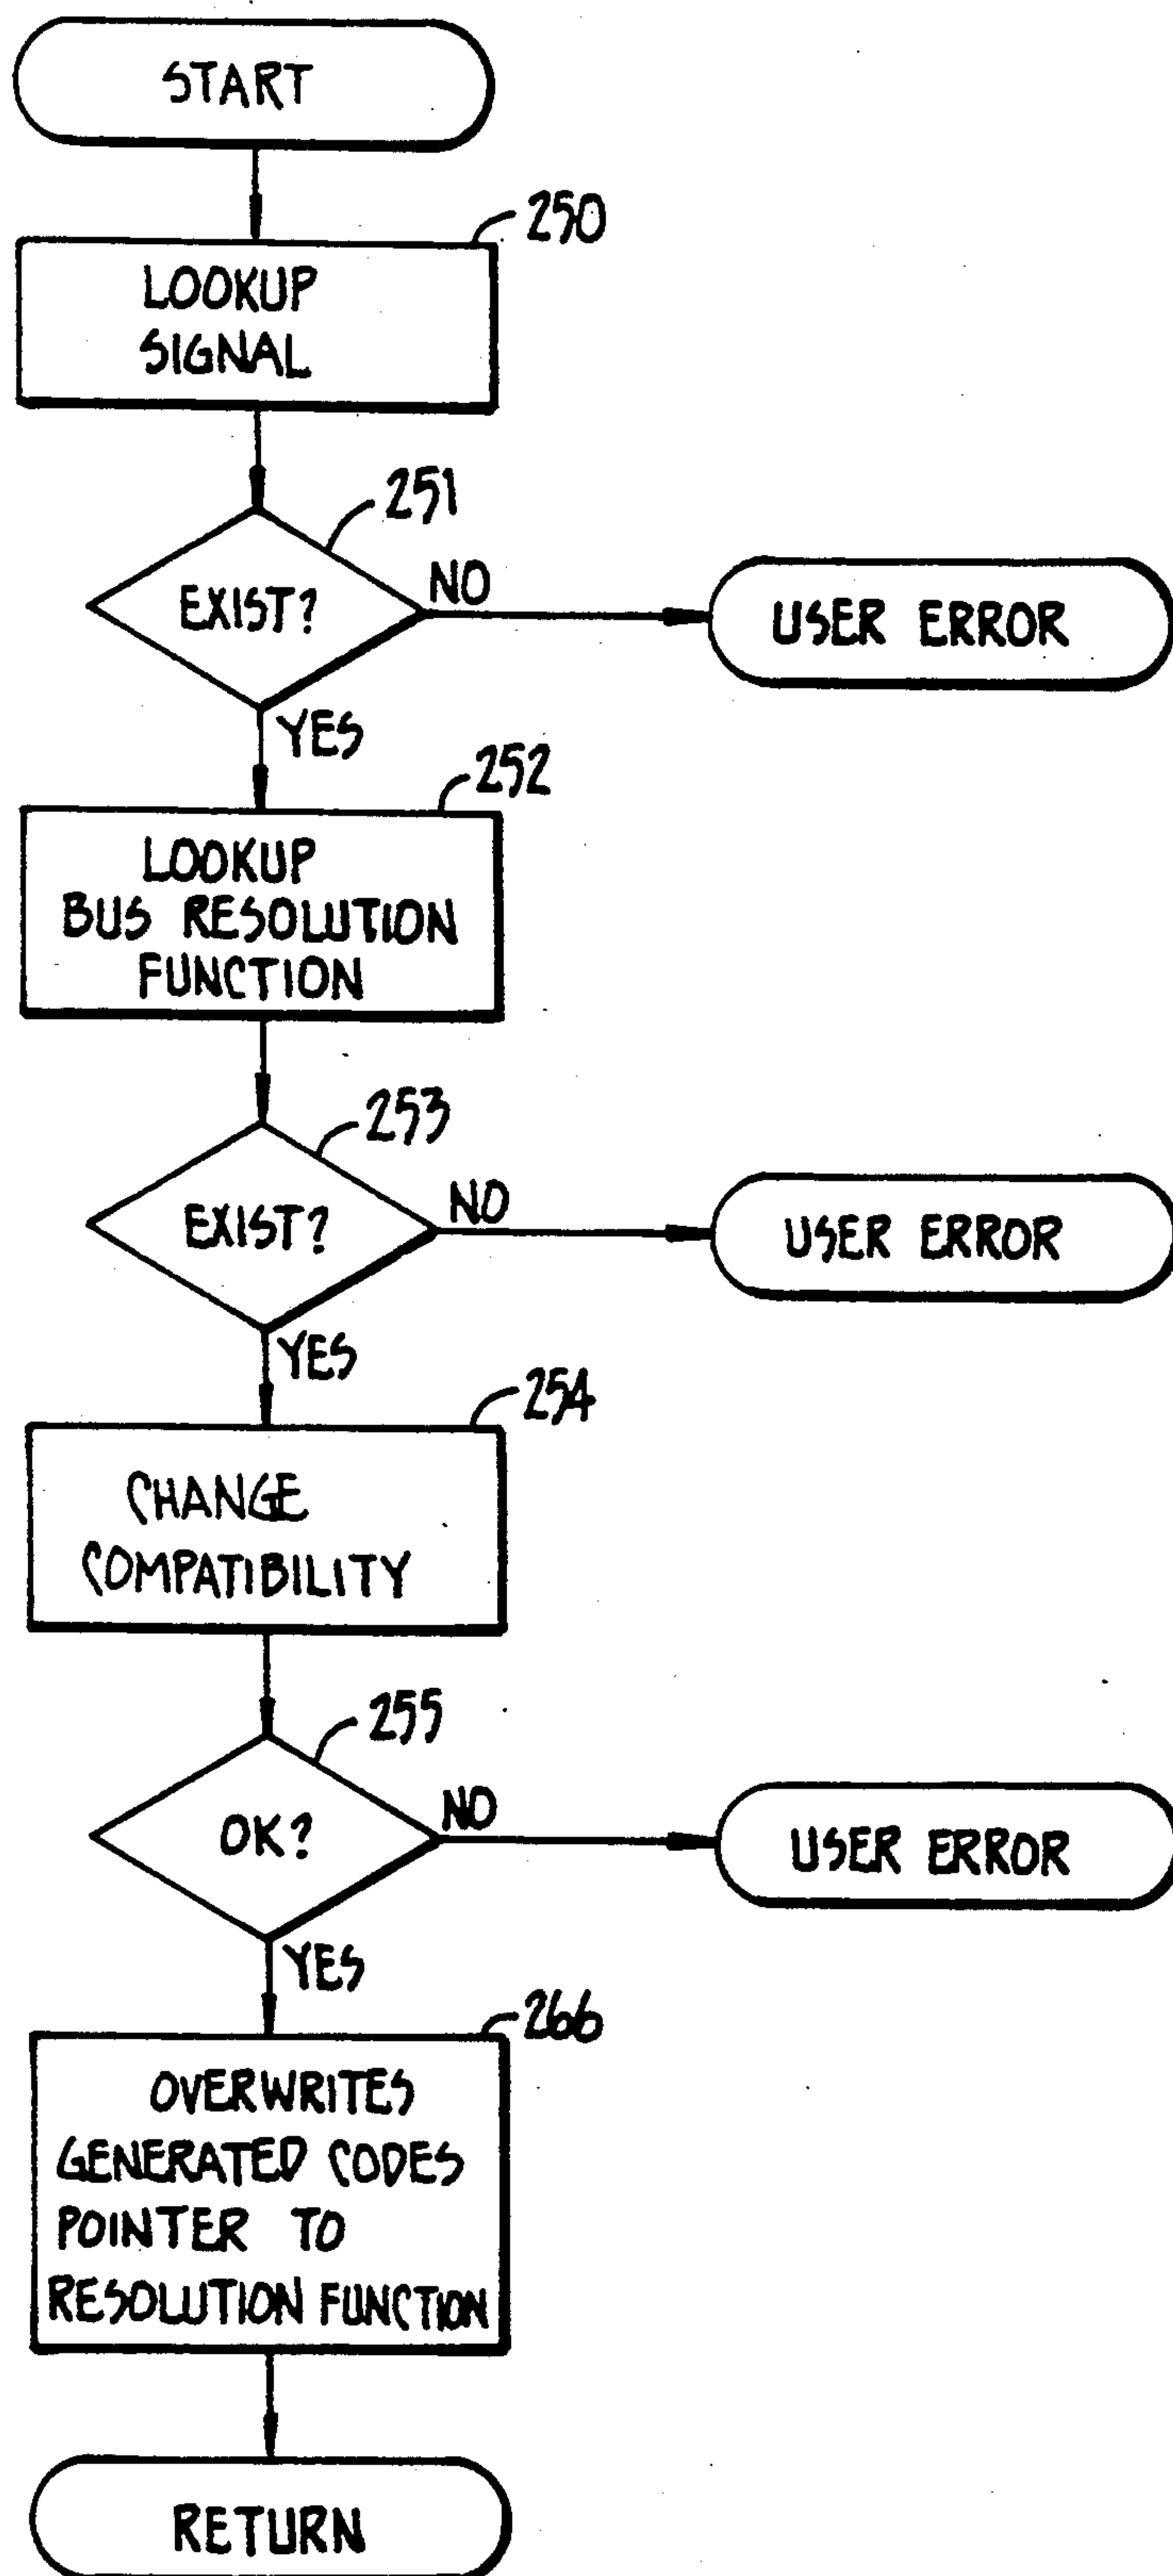 START
250
LOOKUP
SIGNAL
251
EXIST?
NO
USER ERROR
YES
252
LOOKUP
BUS RESOLUTION
FUNCTION
253
EXIST?
NO
USER ERROR
YES
254
CHANGE
COMPATIBILITY
255
OK?
NO
USER ERROR
YES
266
OVERWRITES
GENERATED CODES
POINTER TO
RESOLUTION FUNCTION
RETURN